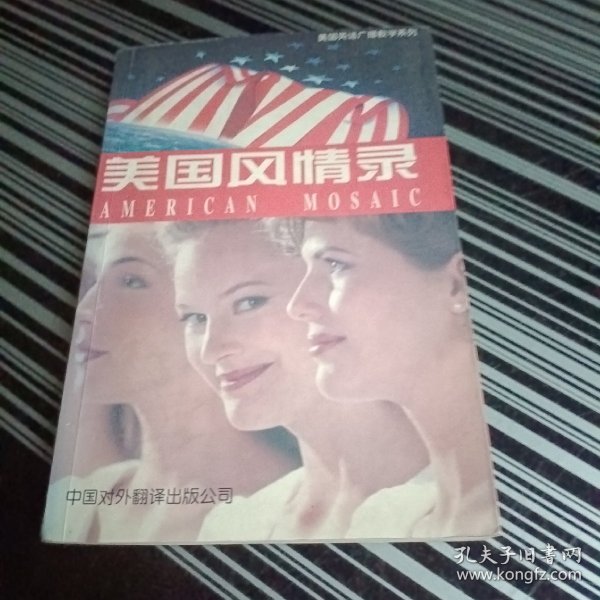 美国英语广播教学系列
美国风情录
AMERICAN MOSAIC
中国对外翻译出版公司
孔夫子旧书网
www.kongfz.com